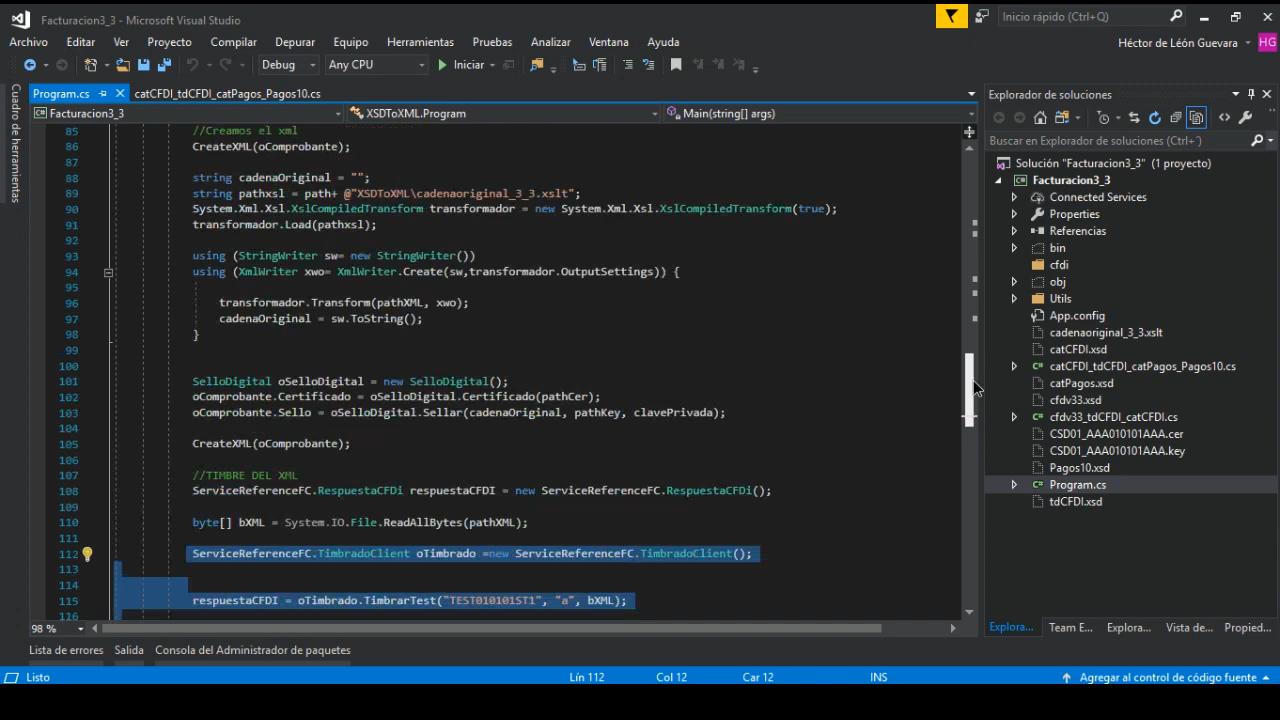 Facturacion3_3 - Microsoft Visual Studio
Inicio rápido (Ctrl+Q)
Archivo Editar Ver Proyecto Compilar Depurar Equipo Herramientas Pruebas Analizar Ventana Ayuda
Héctor de León Guevara HG
Debug Any CPU Iniciar
Program.cs catCFDI_tdCFDI_catPagos_Pagos10.cs
Facturacion3_3 XSDToXML.Program Main(string[] args)
85 //Creamos el xml
86 CreateXML(oComprobante);
87
88 string cadenaOriginal = "";
89 string pathxsl = path+ @"XSDToXML\cadenaoriginal_3_3.xslt";
90 System.Xml.Xsl.XslCompiledTransform transformador = new System.Xml.Xsl.XslCompiledTransform(true);
91 transformador.Load(pathxsl);
92
93 using (StringWriter sw= new StringWriter())
94 using (XmlWriter xwo= XmlWriter.Create(sw,transformador.OutputSettings)) {
95
96 transformador.Transform(pathXML, xwo);
97 cadenaOriginal = sw.ToString();
98 }
99
100
101 SelloDigital oSelloDigital = new SelloDigital();
102 oComprobante.Certificado = oSelloDigital.Certificado(pathCer);
103 oComprobante.Sello = oSelloDigital.Sellar(cadenaOriginal, pathKey, clavePrivada);
104
105 CreateXML(oComprobante);
106
107 //TIMBRE DEL XML
108 ServiceReferenceFC.RespuestaCFDi respuestaCFDI = new ServiceReferenceFC.RespuestaCFDi();
109
110 byte[] bXML = System.IO.File.ReadAllBytes(pathXML);
111
112 ServiceReferenceFC.TimbradoClient oTimbrado =new ServiceReferenceFC.TimbradoClient();
113
114
115 respuestaCFDI = oTimbrado.TimbrarTest("TEST010101ST1", "a", bXML);
116
98 %
Cuadro de herramientas
Explorador de soluciones
Buscar en Explorador de soluciones (Ctrl+´)
Solución "Facturacion3_3" (1 proyecto)
Facturacion3_3
Connected Services
Properties
Referencias
bin
cfdi
obj
Utils
App.config
cadenaoriginal_3_3.xslt
catCFDI.xsd
catCFDI_tdCFDI_catPagos_Pagos10.cs
catPagos.xsd
cfdv33.xsd
cfdv33_tdCFDI_catCFDI.cs
CSD01_AAA010101AAA.cer
CSD01_AAA010101AAA.key
Pagos10.xsd
Program.cs
tdCFDI.xsd
Explora... Team E... Explora... Vista de... Propied...
Lista de errores Salida Consola del Administrador de paquetes
Listo Lín 112 Col 12 Car 12 INS Agregar al control de código fuente